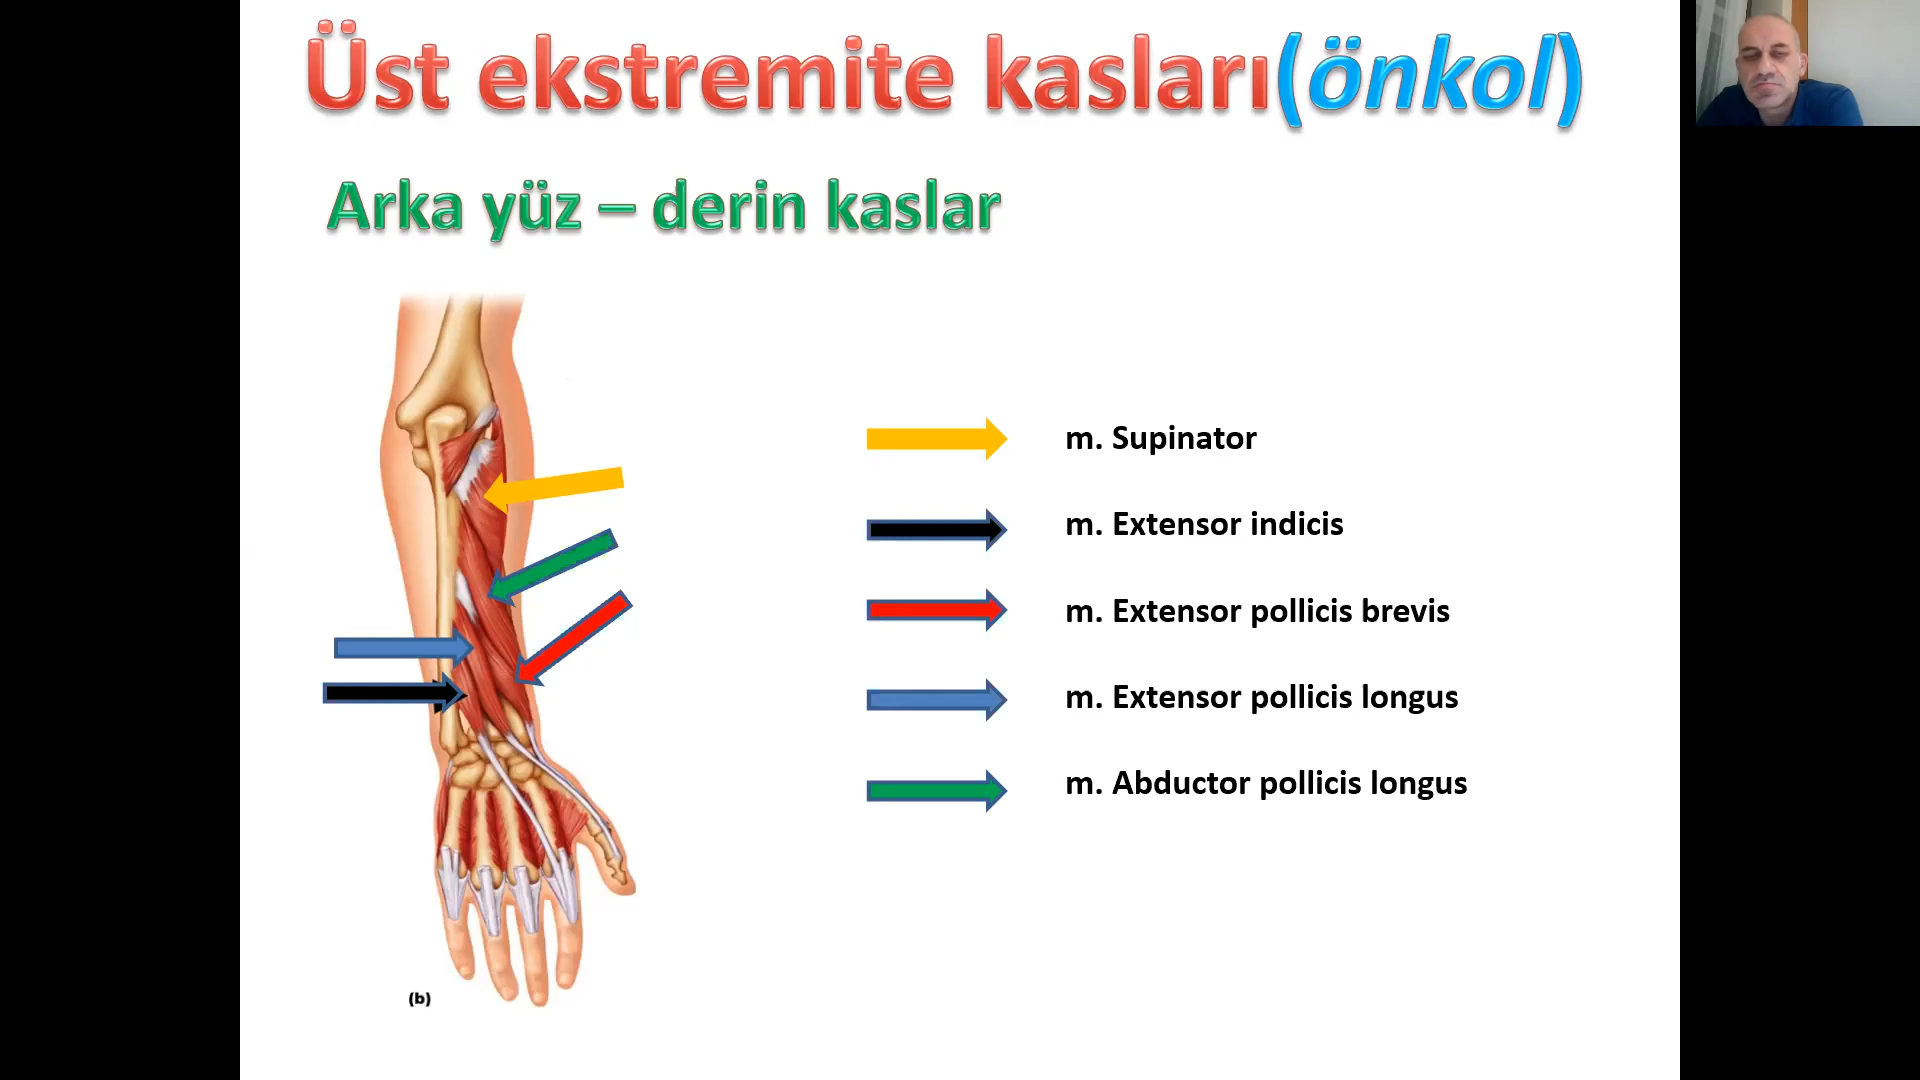 Üst ekstremite kasları(önkol)
Arka yüz – derin kaslar
m. Supinator
m. Extensor indicis
m. Extensor pollicis brevis
m. Extensor pollicis longus
m. Abductor pollicis longus
(b)